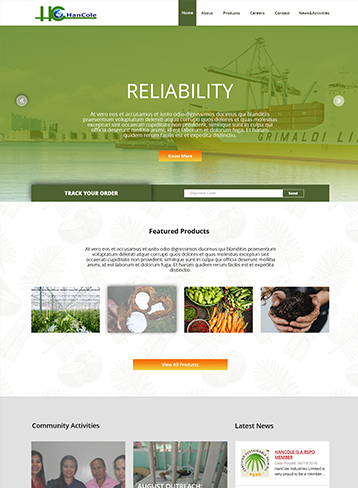 HC HanCole
Home About Products Careers Contact News&Activities
RELIABILITY
At vero eos et accusamus et iusto odio dignissimos ducimus qui blanditiis
praesentium voluptatum deleniti atque corrupti quos dolores et quas molestias
excepturi sint occaecati cupiditate non provident, similique sunt in culpa qui
officia deserunt mollitia animi, id est laborum et dolorum fuga. Et harum
quidem rerum facilis est et expedita distinctio.
GRIMALDI LINES
Know More
TRACK YOUR ORDER
Shipment Code
Send
Featured Products
At vero eos et accusamus et iusto odio dignissimos ducimus qui blanditiis praesentium
voluptatum deleniti atque corrupti quos dolores et quas molestias excepturi sint
occaecati cupiditate non provident, similique sunt in culpa qui officia deserunt mollitia
animi, id est laborum et dolorum fuga. Et harum quidem rerum facilis est et expedita
distinctio.
View All Products
Community Activities
Latest News
AUGUST OUTREACH:
HANCOLE IS A RSPO
MEMBER
HanCole Industries Limited is
very proud to be a member...